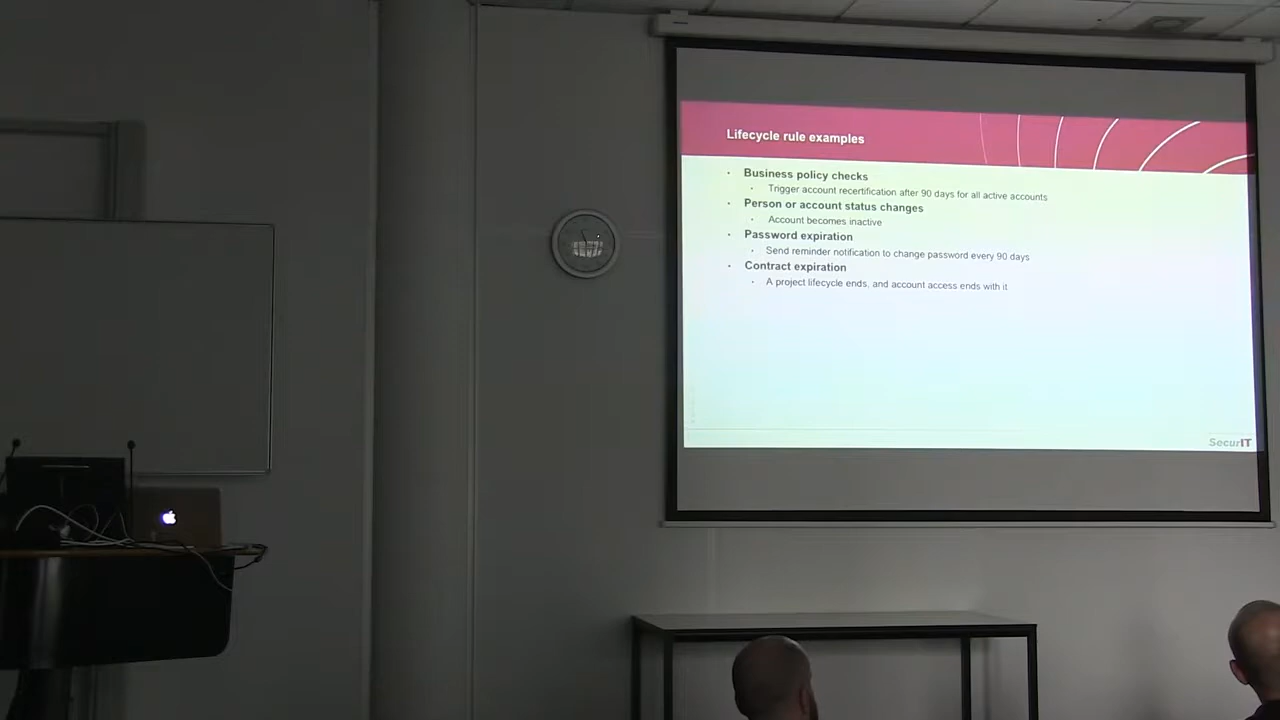 Lifecycle rule examples
Business policy checks
Trigger account recertification after 90 days for all active accounts
Person or account status changes
Account becomes inactive
Password expiration
Send reminder notification to change password every 90 days
Contract expiration
A project lifecycle ends, and account access ends with it
SecurIT